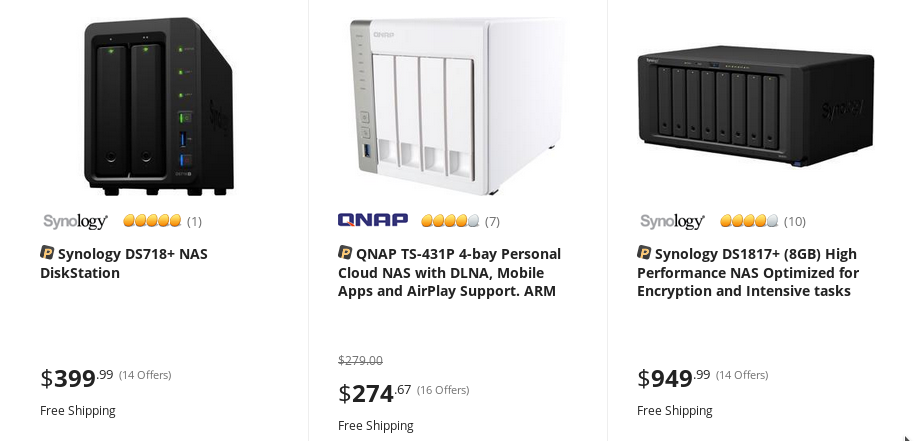 QNAP
Synology
Synology (1)
Synology DS718+ NAS
DiskStation
$399.99 (14 Offers)
Free Shipping
QNAP (7)
QNAP TS-431P 4-bay Personal
Cloud NAS with DLNA, Mobile
Apps and AirPlay Support. ARM
$279.00
$274.67 (16 Offers)
Free Shipping
Synology (10)
Synology DS1817+ (8GB) High
Performance NAS Optimized for
Encryption and Intensive tasks
$949.99 (14 Offers)
Free Shipping